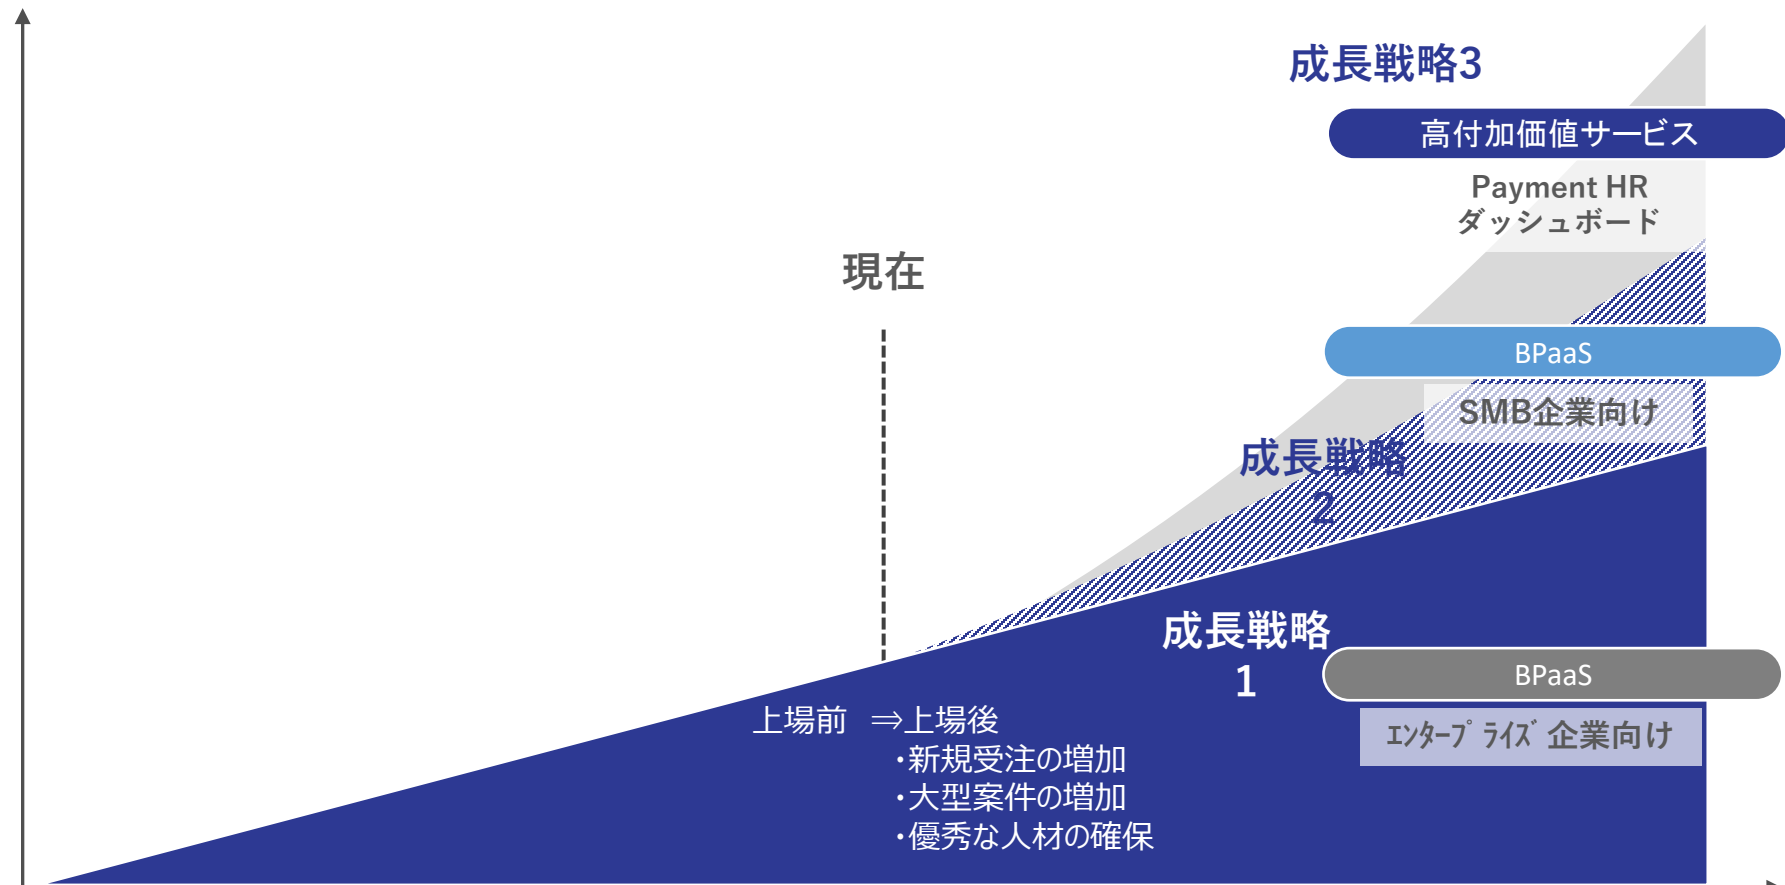 成長戦略3
高付加価値サービス
Payment HR
ダッシュボード
現在
BPaaS
SMB企業向け
成長戦略
2
成長戦略
1
BPaaS
ｴﾝﾀｰﾌﾟﾗｲｽﾞ企業向け
上場前 ⇒上場後
・新規受注の増加
・大型案件の増加
・優秀な人材の確保